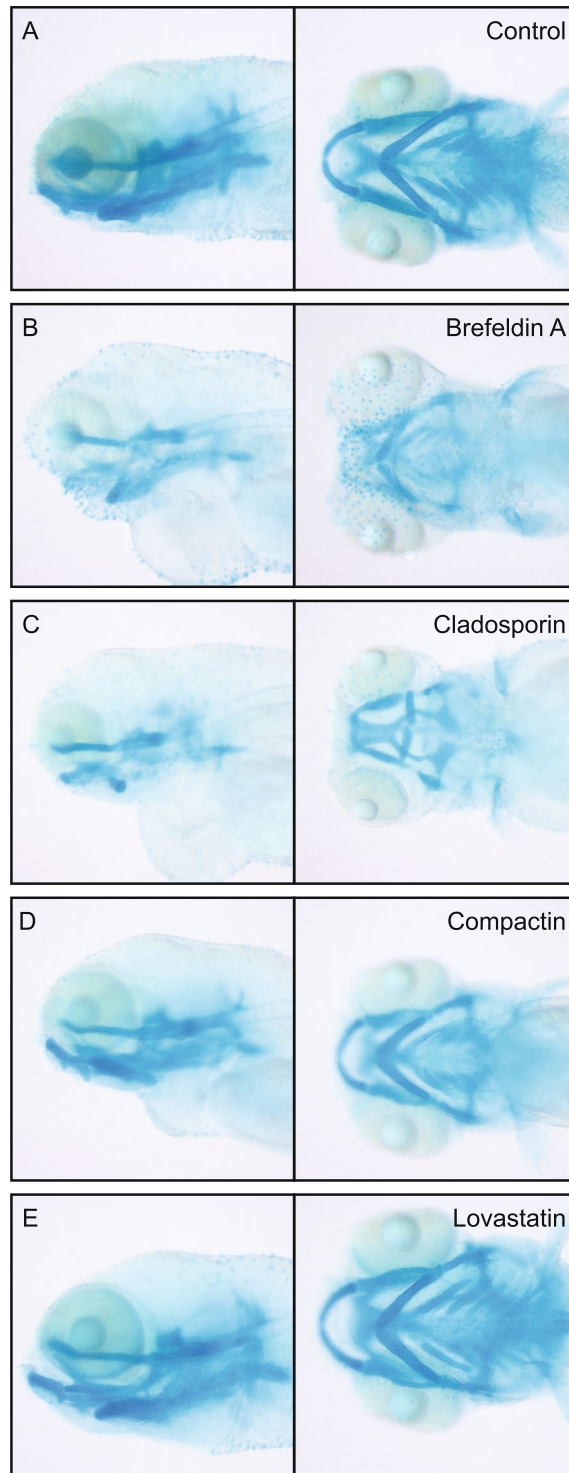 A
Control
B
Brefeldin A
C
Cladosporin
D
Compactin
E
Lovastatin